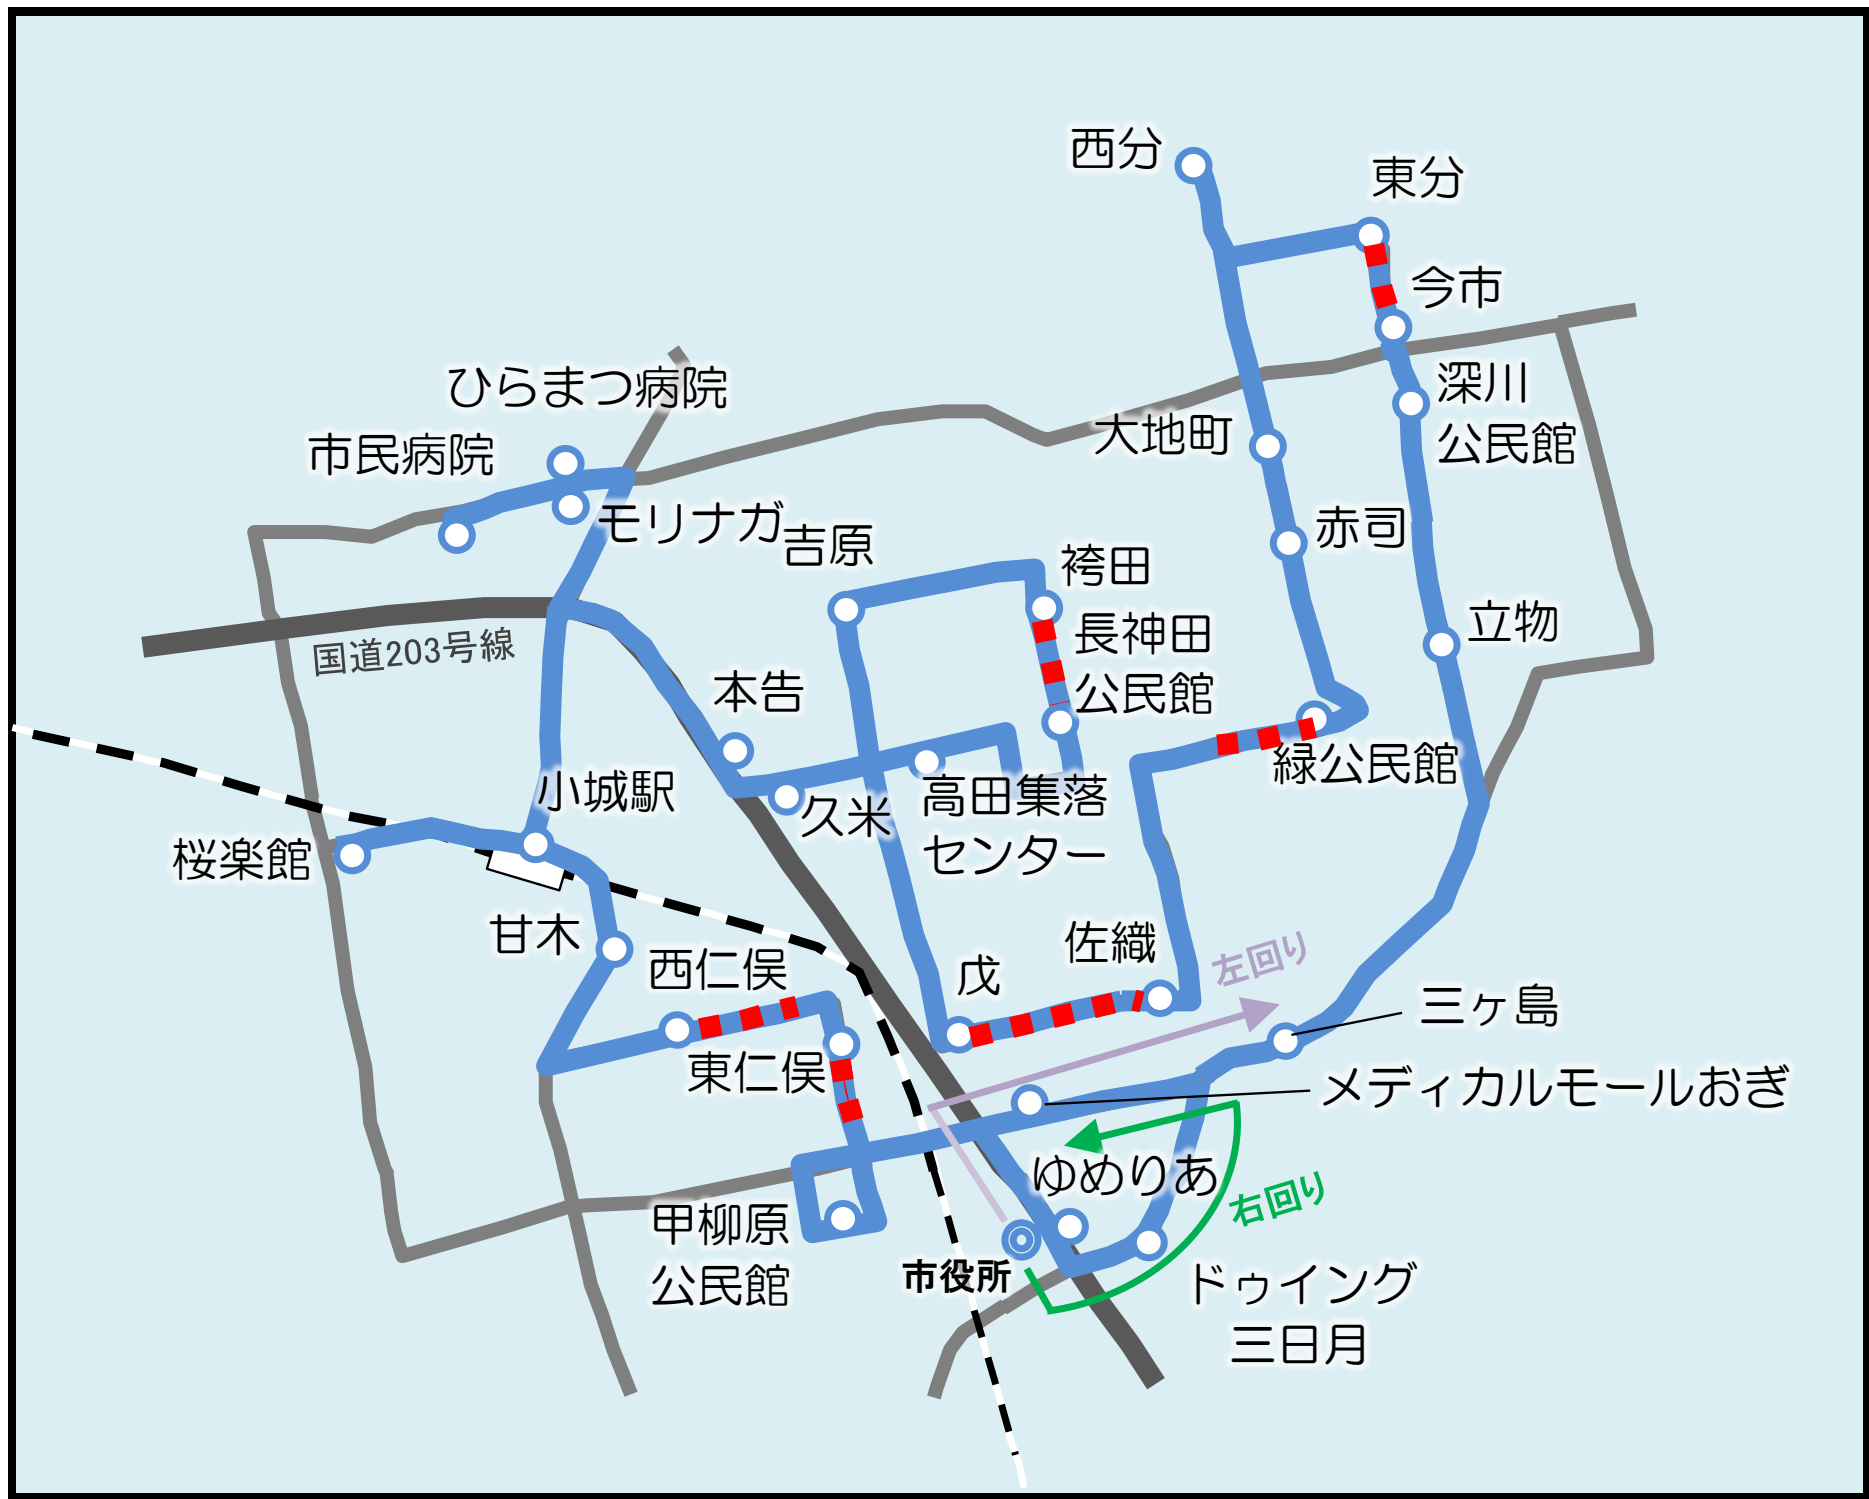 西分
東分
今市
ひらまつ病院
深川
公民館
大地町
市民病院
モリナガ
吉原
赤司
袴田
長神田
公民館
立物
国道203号線
本告
緑公民館
小城駅
久米
高田集落
センター
桜楽館
甘木
西仁俣
戊
佐織
左回り
三ヶ島
東仁俣
メディカルモールおぎ
ゆめりあ
右回り
甲柳原
公民館
市役所
ドゥイング
三日月